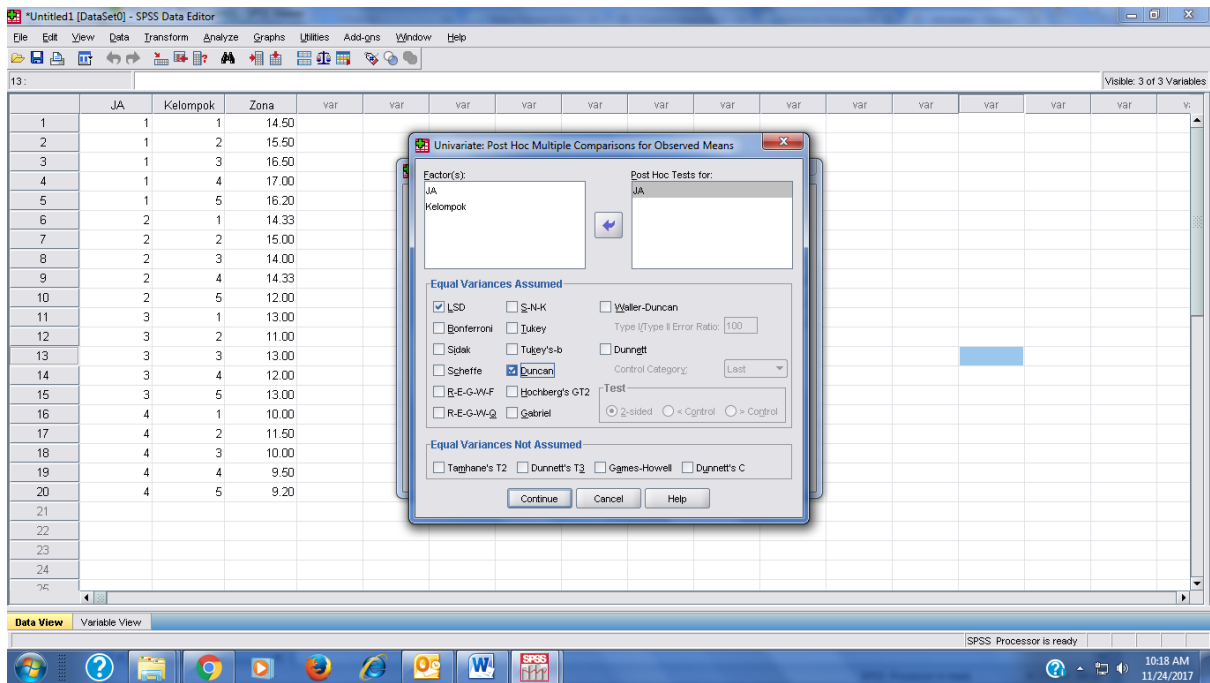 *Untitled1 [DataSet0] - SPSS Data Editor
File Edit View Data Transform Analyze Graphs Utilities Add-ons Window Help
13 :
Visible: 3 of 3 Variables
JA Kelompok Zona var var var var var var var var var var var var var va
1 1 1 14.50
2 1 2 15.50
3 1 3 16.50
4 1 4 17.00
5 1 5 16.20
6 2 1 14.33
7 2 2 15.00
8 2 3 14.00
9 2 4 14.33
10 2 5 12.00
11 3 1 13.00
12 3 2 11.00
13 3 3 13.00
14 3 4 12.00
15 3 5 13.00
16 4 1 10.00
17 4 2 11.50
18 4 3 10.00
19 4 4 9.50
20 4 5 9.20
21
22
23
24
25
Univariate: Post Hoc Multiple Comparisons for Observed Means
Factor(s): Post Hoc Tests for:
JA JA
Kelompok
Equal Variances Assumed
LSD S-N-K Waller-Duncan
Bonferroni Tukey Type I/Type II Error Ratio: 100
Sidak Tukey's-b Dunnett
Scheffe Duncan Control Category: Last
R-E-G-W-F Hochberg's GT2 Test
R-E-G-W-Q Gabriel 2-sided < Control > Control
Equal Variances Not Assumed
Tamhane's T2 Dunnett's T3 Games-Howell Dunnett's C
Continue Cancel Help
Data View Variable View
SPSS Processor is ready
SPSS
10:18 AM
11/24/2017